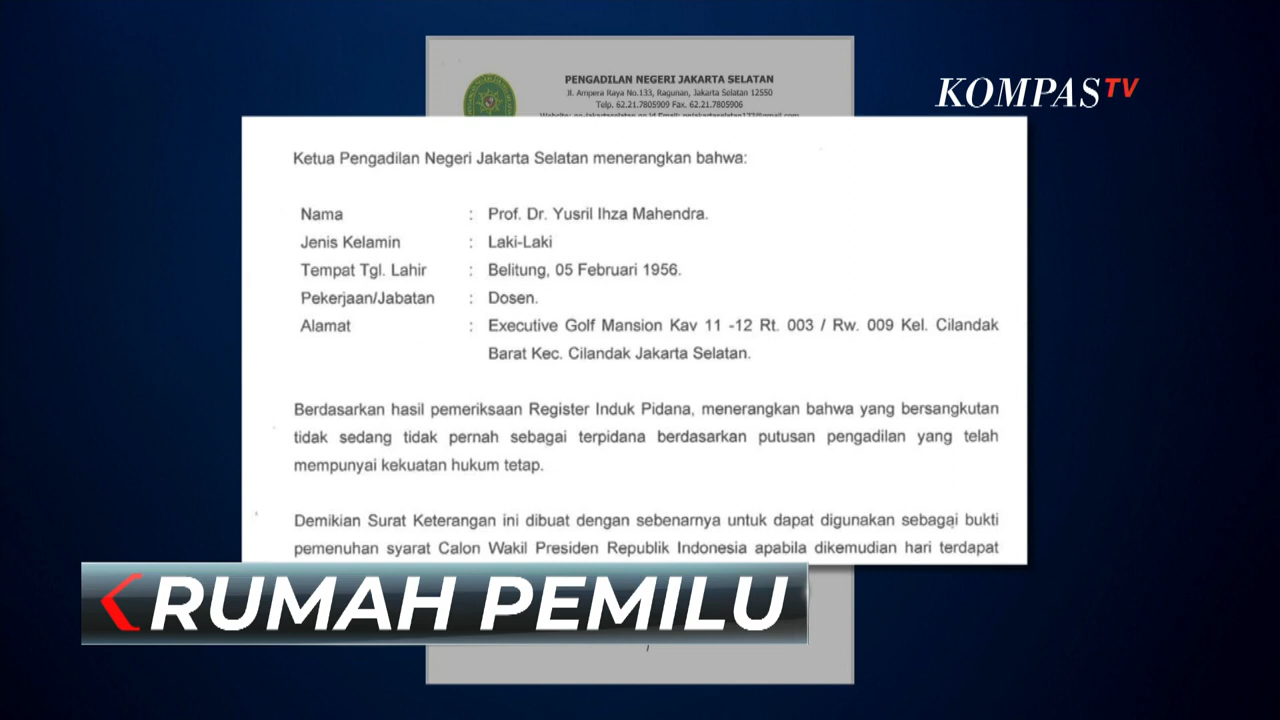 PENGADILAN NEGERI JAKARTA SELATAN
Jl. Ampera Raya No.133, Ragunan, Jakarta Selatan 12550
Telp. 62.21.7805909 Fax. 62.21.7805906
KOMPAS TV
Ketua Pengadilan Negeri Jakarta Selatan menerangkan bahwa:
Nama : Prof. Dr. Yusril Ihza Mahendra.
Jenis Kelamin : Laki-Laki
Tempat Tgl. Lahir : Belitung, 05 Februari 1956.
Pekerjaan/Jabatan : Dosen.
Alamat : Executive Golf Mansion Kav 11 -12 Rt. 003 / Rw. 009 Kel. Cilandak
Barat Kec. Cilandak Jakarta Selatan.
Berdasarkan hasil pemeriksaan Register Induk Pidana, menerangkan bahwa yang bersangkutan
tidak sedang tidak pernah sebagai terpidana berdasarkan putusan pengadilan yang telah
mempunyai kekuatan hukum tetap.
Demikian Surat Keterangan ini dibuat dengan sebenarnya untuk dapat digunakan sebagai bukti
pemenuhan syarat Calon Wakil Presiden Republik Indonesia apabila dikemudian hari terdapat
RUMAH PEMILU